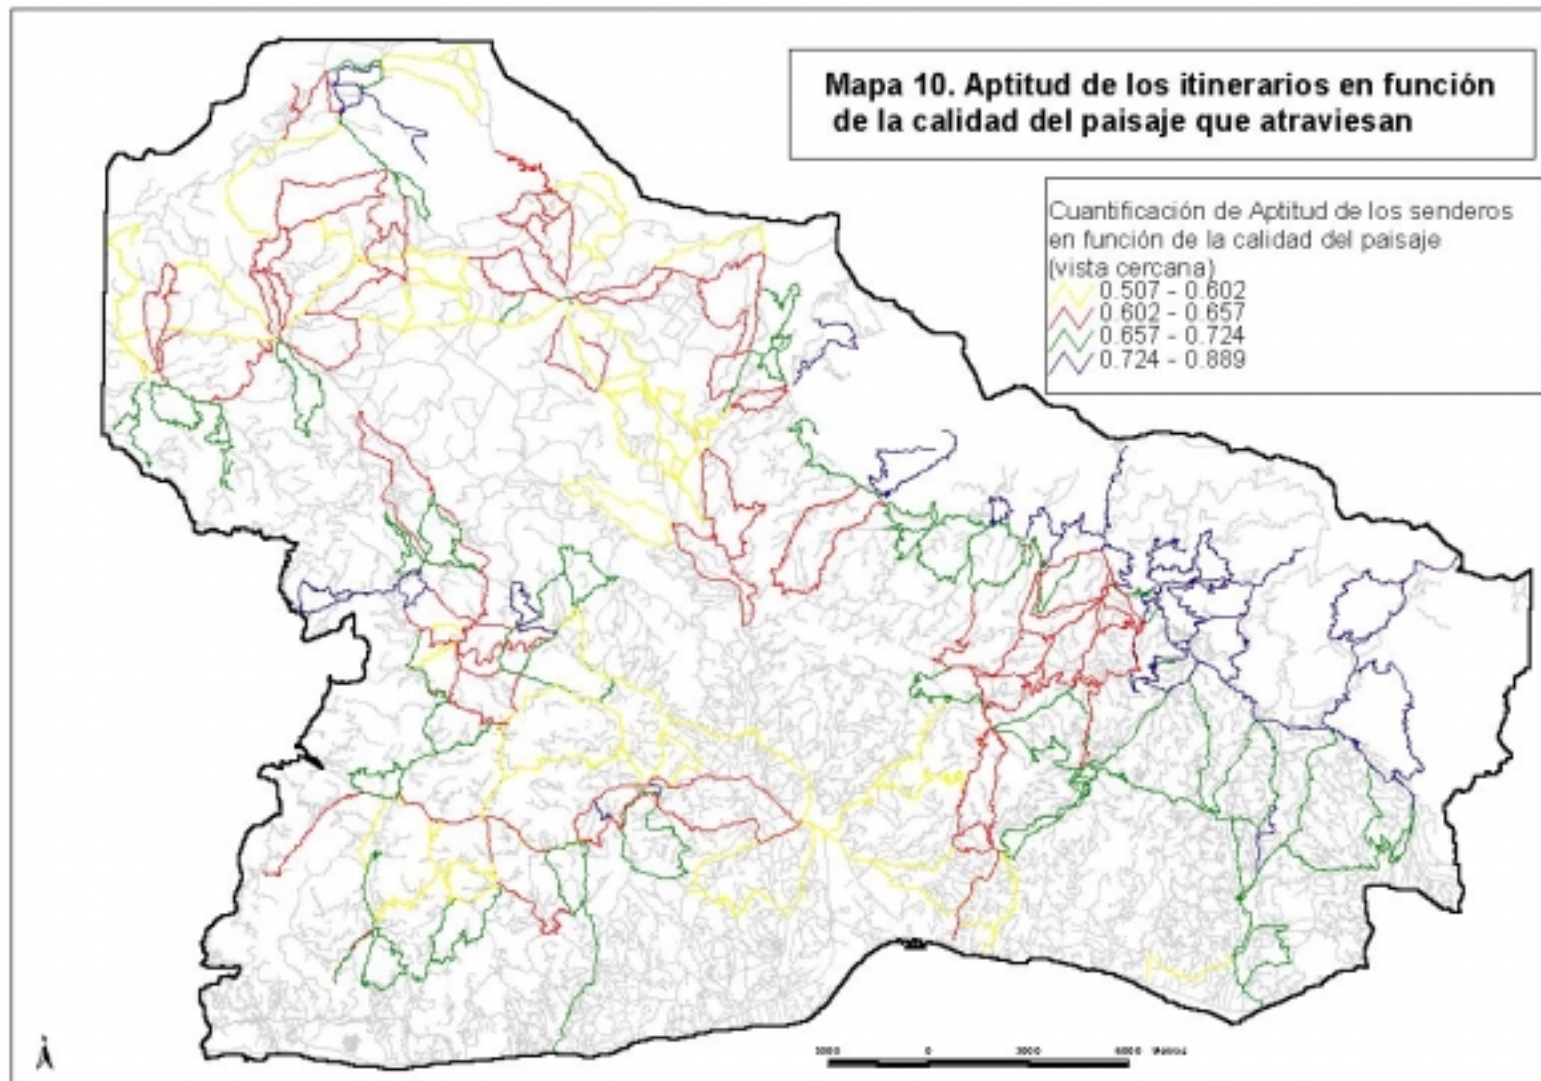 Mapa 10. Aptitud de los itinerarios en función
de la calidad del paisaje que atraviesan
Cuantificación de Aptitud de los senderos
en función de la calidad del paisaje
(vista cercana)
0.507 - 0.602
0.602 - 0.657
0.657 - 0.724
0.724 - 0.889
0